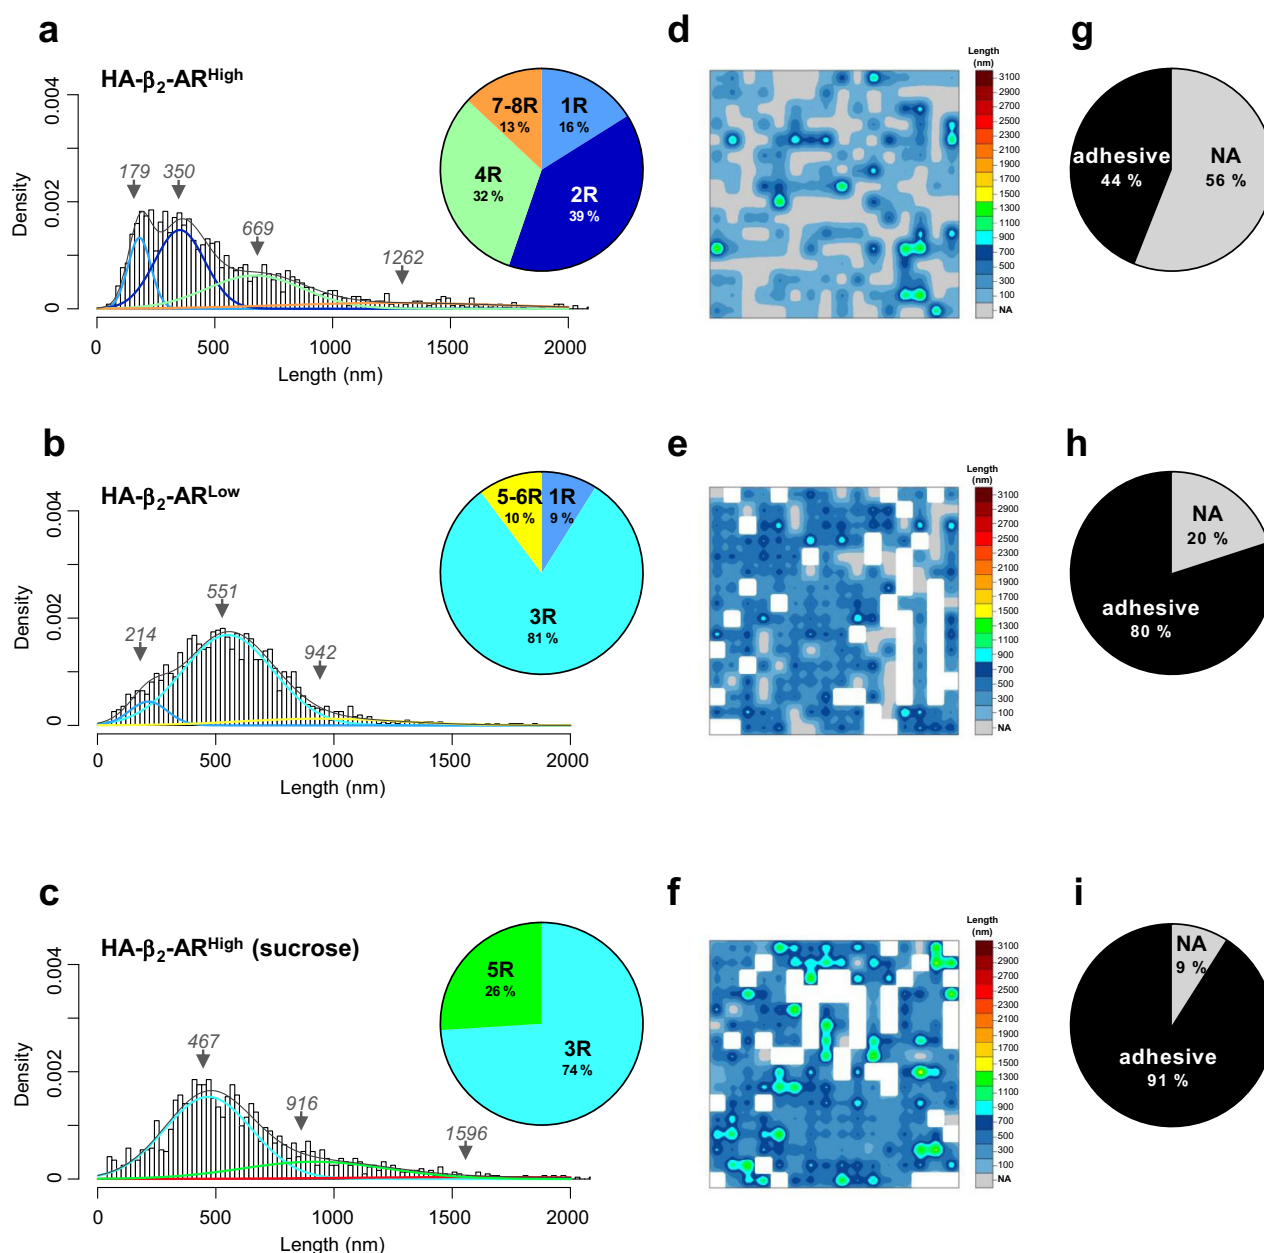 a
HA-β2-ARHigh
Density
0 0.002 0.004
179 350 669 1262
7-8R 13 %
1R 16 %
4R 32 %
2R 39 %
0 500 1000 1500 2000
Length (nm)
d
Length
(nm)
3100
2900
2700
2500
2300
2100
1900
1700
1500
1300
1100
900
700
500
300
100
NA
g
adhesive 44 %
NA 56 %
b
HA-β2-ARLow
Density
0 0.002 0.004
214 551 942
5-6R 10 %
1R 9 %
3R 81 %
0 500 1000 1500 2000
Length (nm)
e
Length
(nm)
3100
2900
2700
2500
2300
2100
1900
1700
1500
1300
1100
900
700
500
300
100
NA
h
NA 20 %
adhesive 80 %
c
HA-β2-ARHigh (sucrose)
Density
0 0.002 0.004
467 916 1596
5R 26 %
3R 74 %
0 500 1000 1500 2000
Length (nm)
f
Length
(nm)
3100
2900
2700
2500
2300
2100
1900
1700
1500
1300
1100
900
700
500
300
100
NA
i
NA 9 %
adhesive 91 %